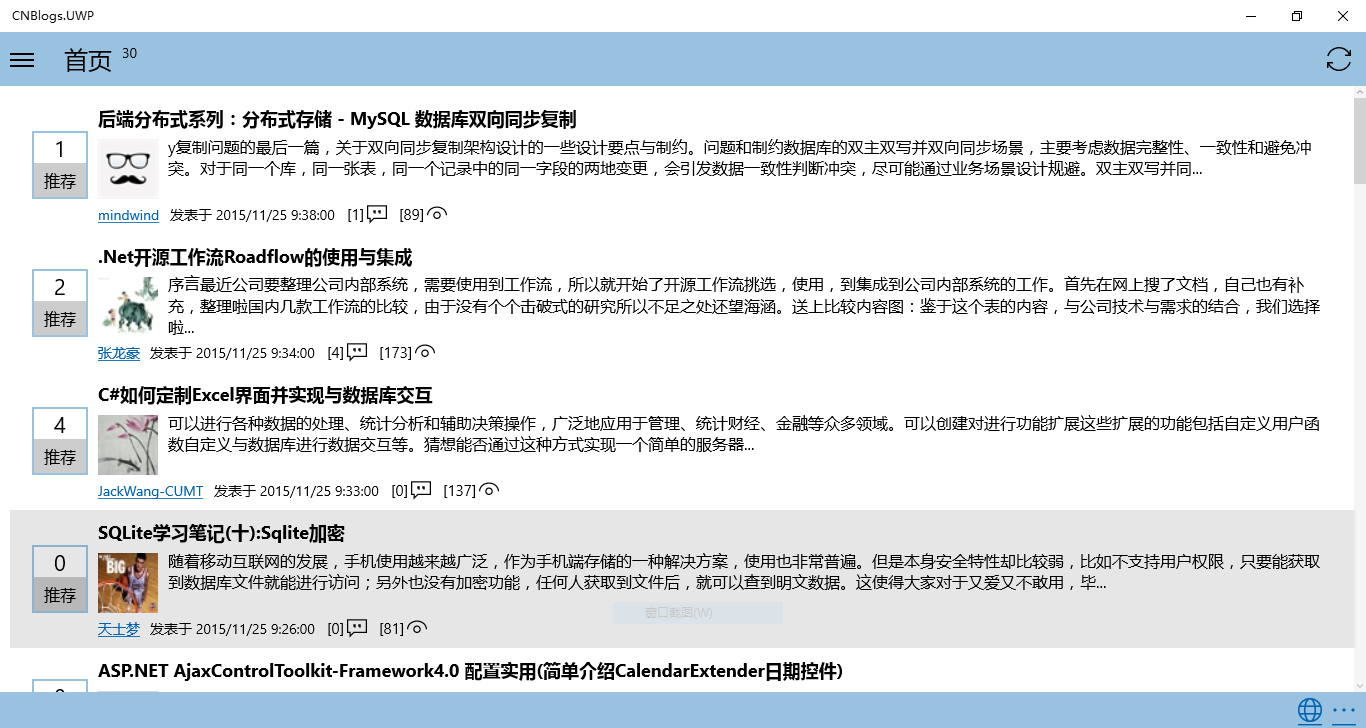 CNBlogs.UWP
首页 30
后端分布式系列：分布式存储 - MySQL 数据库双向同步复制
1
推荐
y复制问题的最后一篇，关于双向同步复制架构设计的一些设计要点与制约。问题和制约数据库的双主双写并双向同步场景，主要考虑数据完整性、一致性和避免冲
突。对于同一个库，同一张表，同一个记录中的同一字段的两地变更，会引发数据一致性判断冲突，尽可能通过业务场景设计规避。双主双写并同...
mindwind 发表于 2015/11/25 9:38:00 [1] [89]
.Net开源工作流Roadflow的使用与集成
2
推荐
序言最近公司要整理公司内部系统，需要使用到工作流，所以就开始了开源工作流挑选，使用，到集成到公司内部系统的工作。首先在网上搜了文档，自己也有补
充，整理啦国内几款工作流的比较，由于没有个个击破式的研究所以不足之处还望海涵。送上比较内容图：鉴于这个表的内容，与公司技术与需求的结合，我们选择
啦...
张龙豪 发表于 2015/11/25 9:34:00 [4] [173]
C#如何定制Excel界面并实现与数据库交互
4
推荐
可以进行各种数据的处理、统计分析和辅助决策操作，广泛地应用于管理、统计财经、金融等众多领域。可以创建对进行功能扩展这些扩展的功能包括自定义用户函
数自定义与数据库进行数据交互等。猜想能否通过这种方式实现一个简单的服务器...
JackWang-CUMT 发表于 2015/11/25 9:33:00 [0] [137]
SQLite学习笔记(十):Sqlite加密
0
推荐
BIG
随着移动互联网的发展，手机使用越来越广泛，作为手机端存储的一种解决方案，使用也非常普遍。但是本身安全特性却比较弱，比如不支持用户权限，只要能获取
到数据库文件就能进行访问；另外也没有加密功能，任何人获取到文件后，就可以查到明文数据。这使得大家对于又爱又不敢用，毕...
窗口截图(W)
天士梦 发表于 2015/11/25 9:26:00 [0] [81]
ASP.NET AjaxControlToolkit-Framework4.0 配置实用(简单介绍CalendarExtender日期控件)